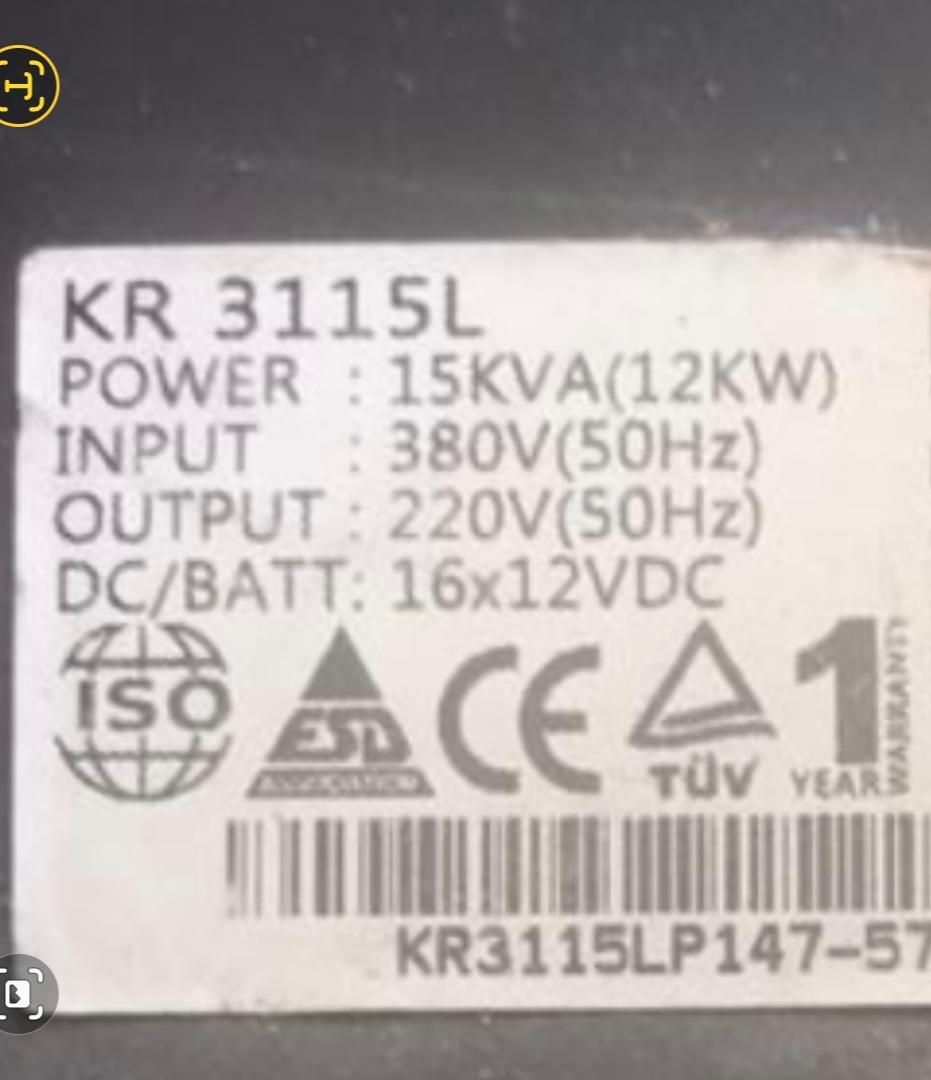 KR 3115L
POWER : 15KVA(12KW)
INPUT : 380V(50Hz)
OUTPUT : 220V(50Hz)
DC/BATT: 16x12VDC
ISO
ESD
ASSOCIATION
CE
TÜV
1 YEAR WARRANTY
KR3115LP147-57